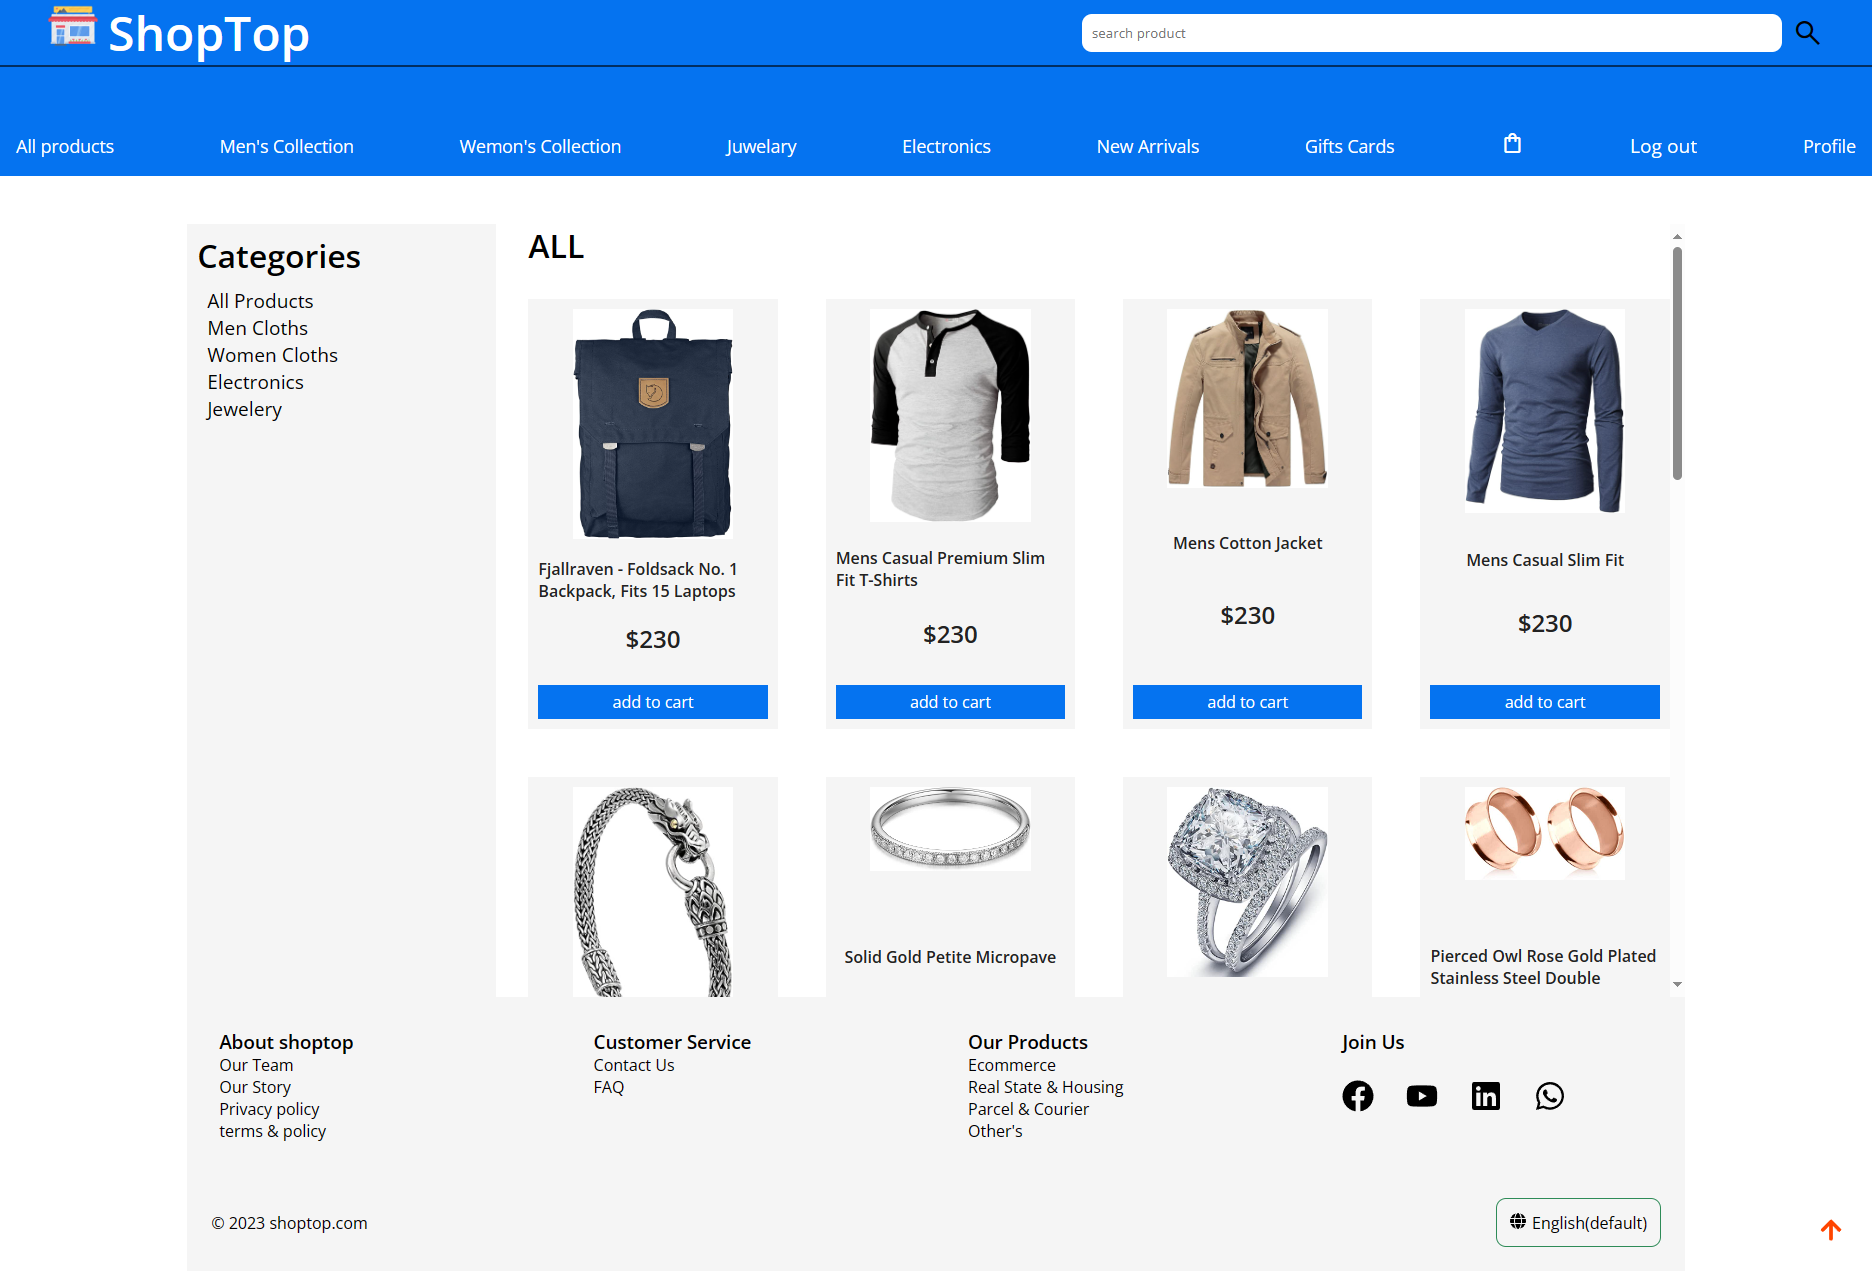 ShopTop
search product
All products
Men's Collection
Wemon's Collection
Juwelary
Electronics
New Arrivals
Gifts Cards
Log out
Profile
Categories
All Products
Men Cloths
Women Cloths
Electronics
Jewelery
ALL
Fjallraven - Foldsack No. 1
Backpack, Fits 15 Laptops
$230
add to cart
Mens Casual Premium Slim
Fit T-Shirts
$230
add to cart
Mens Cotton Jacket
$230
add to cart
Mens Casual Slim Fit
$230
add to cart
Solid Gold Petite Micropave
Pierced Owl Rose Gold Plated
Stainless Steel Double
About shoptop
Our Team
Our Story
Privacy policy
terms & policy
Customer Service
Contact Us
FAQ
Our Products
Ecommerce
Real State & Housing
Parcel & Courier
Other's
Join Us
© 2023 shoptop.com
English(default)